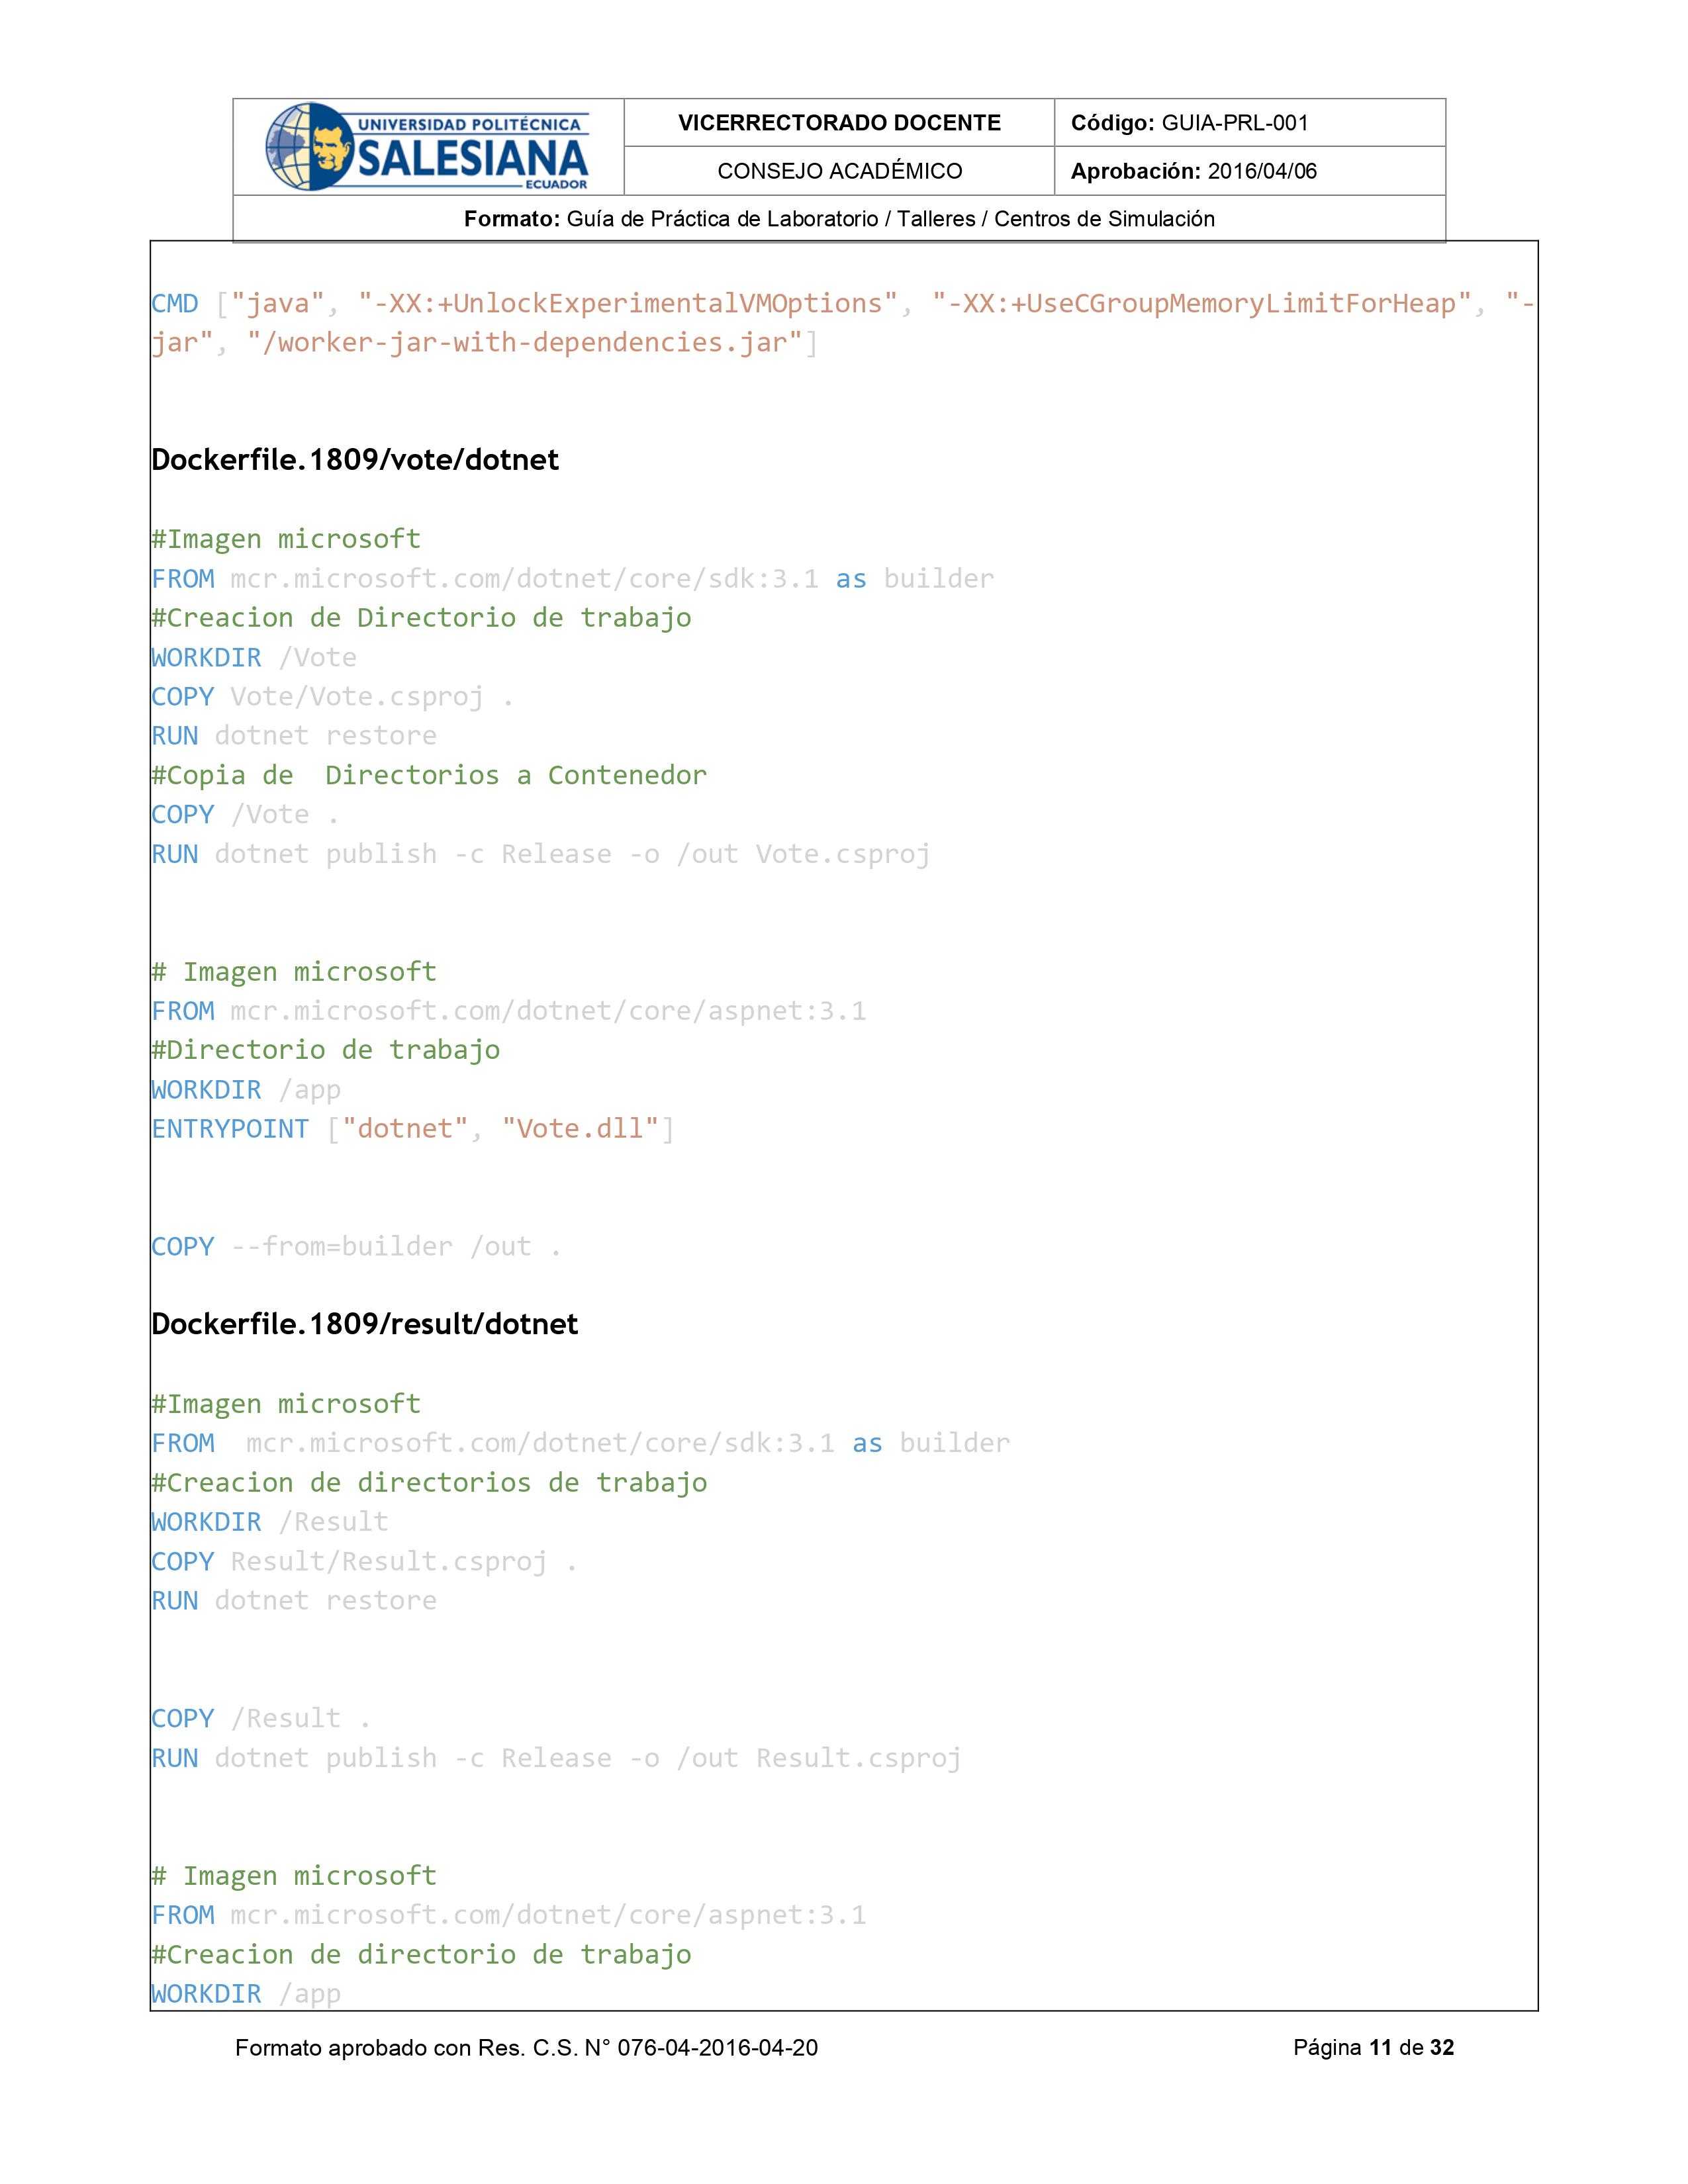 UNIVERSIDAD POLITÉCNICA
SALESIANA
ECUADOR
VICERRECTORADO DOCENTE
Código: GUIA-PRL-001
CONSEJO ACADÉMICO
Aprobación: 2016/04/06
Formato: Guía de Práctica de Laboratorio / Talleres / Centros de Simulación
CMD ["java", "-XX:+UnlockExperimentalVMOptions", "-XX:+UseCGroupMemoryLimitForHeap", "-
jar", "/worker-jar-with-dependencies.jar"]
Dockerfile.1809/vote/dotnet
#Imagen microsoft
FROM mcr.microsoft.com/dotnet/core/sdk:3.1 as builder
#Creacion de Directorio de trabajo
WORKDIR /Vote
COPY Vote/Vote.csproj .
RUN dotnet restore
#Copia de  Directorios a Contenedor
COPY /Vote .
RUN dotnet publish -c Release -o /out Vote.csproj
# Imagen microsoft
FROM mcr.microsoft.com/dotnet/core/aspnet:3.1
#Directorio de trabajo
WORKDIR /app
ENTRYPOINT ["dotnet", "Vote.dll"]
COPY --from=builder /out .
Dockerfile.1809/result/dotnet
#Imagen microsoft
FROM  mcr.microsoft.com/dotnet/core/sdk:3.1 as builder
#Creacion de directorios de trabajo
WORKDIR /Result
COPY Result/Result.csproj .
RUN dotnet restore
COPY /Result .
RUN dotnet publish -c Release -o /out Result.csproj
# Imagen microsoft
FROM mcr.microsoft.com/dotnet/core/aspnet:3.1
#Creacion de directorio de trabajo
WORKDIR /app
Formato aprobado con Res. C.S. N° 076-04-2016-04-20
Página 11 de 32